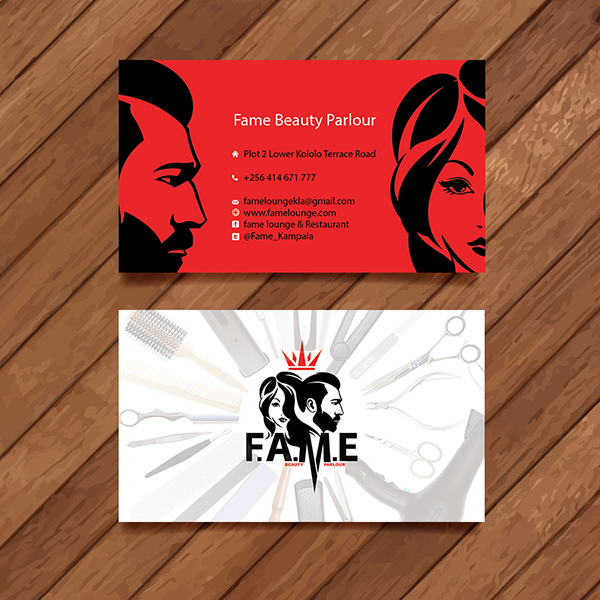 Fame Beauty Parlour
Plot 2 Lower Kololo Terrace Road
+256 414 671 777
fameloungekla@gmail.com
www.famelounge.com
fame lounge & Restaurant
@Fame_Kampala
F.A.M.E
BEAUTY PARLOUR